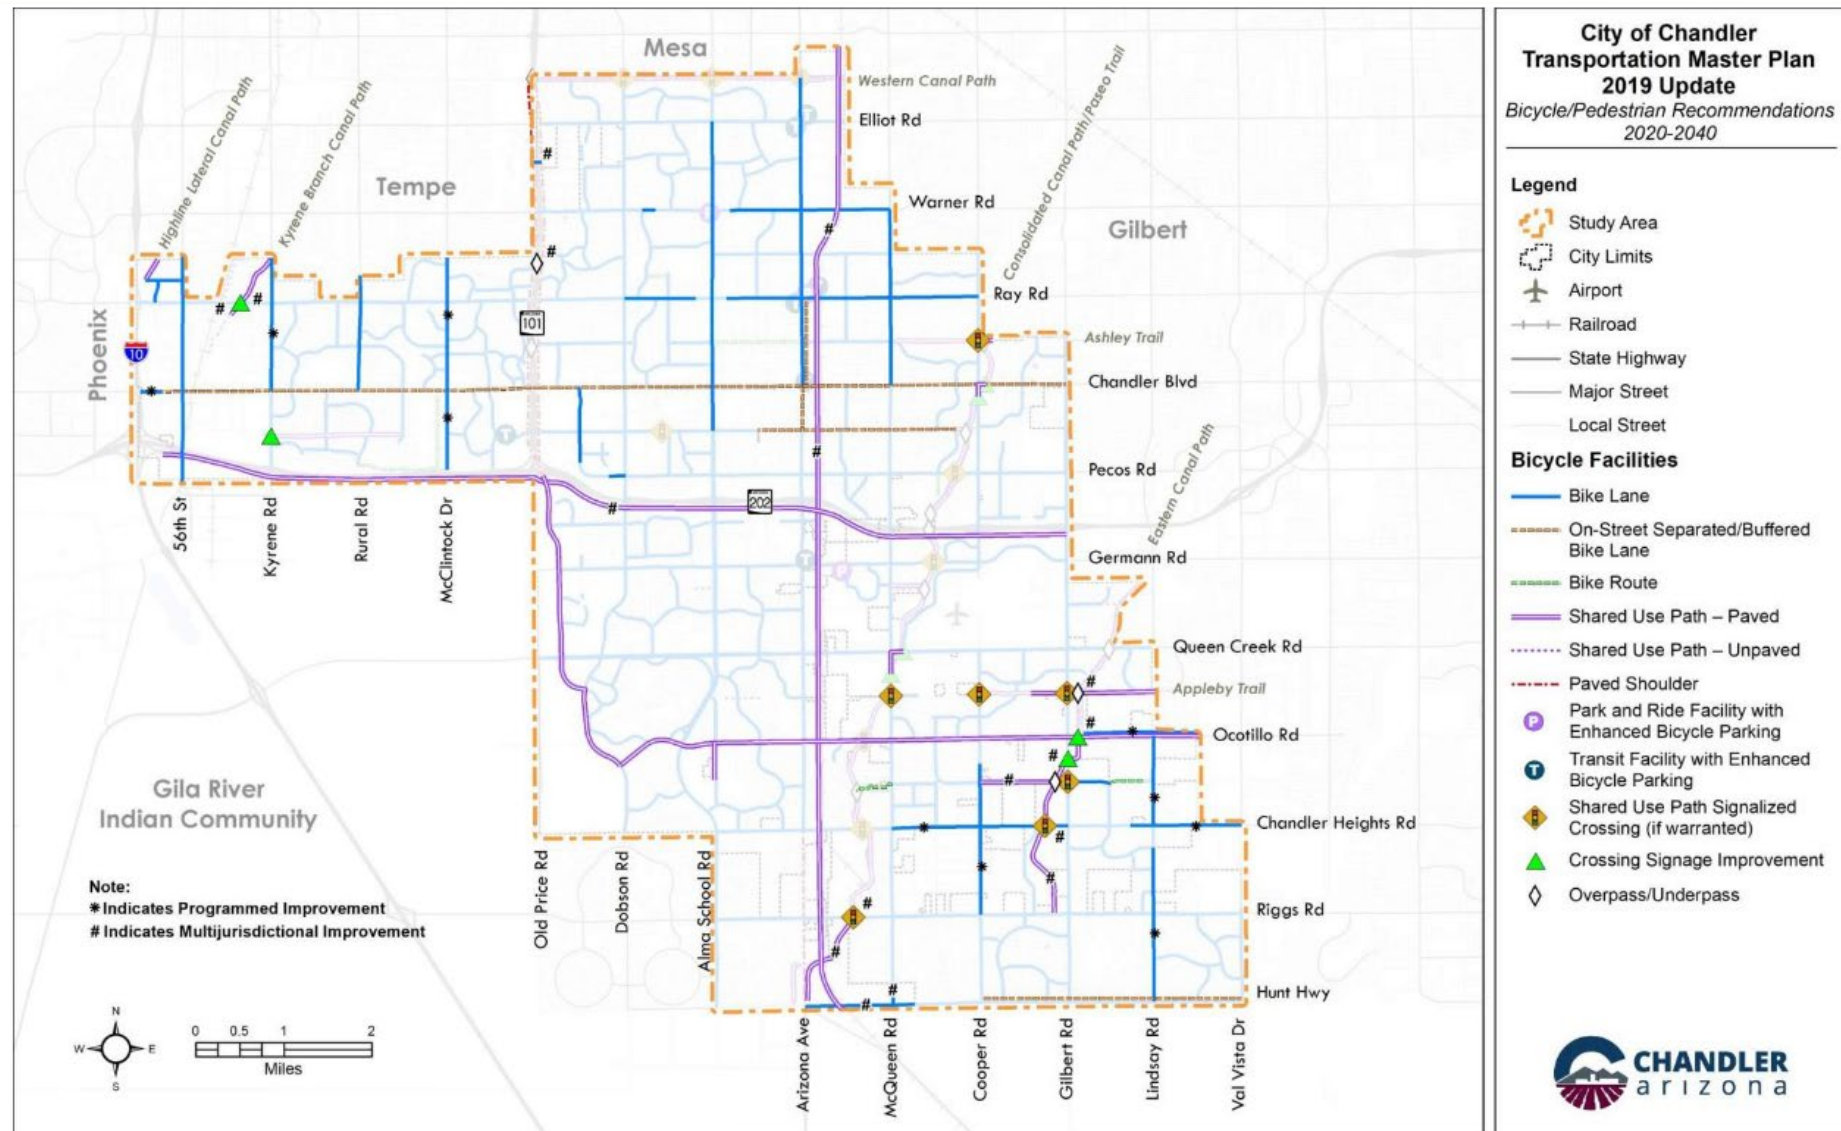 Mesa
Western Canal Path
Elliot Rd
Consolidated Canal Path/Paseo Trail
Highline Lateral Canal Path
Kyrene Branch Canal Path
#
Tempe
Warner Rd
Gilbert
#
#
Ray Rd
#
#
101
*
*
Phoenix
10
Ashley Trail
Chandler Blvd
*
*
T
#
Pecos Rd
Eastern Canal Path
202
#
56th St
Kyrene Rd
Rural Rd
McClintock Dr
Germann Rd
T
P
Queen Creek Rd
#
Appleby Trail
#
*
Ocotillo Rd
#
#
*
Gila River
Indian Community
*
#
*
Chandler Heights Rd
Old Price Rd
Dobson Rd
Alma School Rd
*
#
#
Riggs Rd
*
#
#
#
Hunt Hwy
Arizona Ave
McQueen Rd
Cooper Rd
Gilbert Rd
Lindsay Rd
Val Vista Dr
Note:
* Indicates Programmed Improvement
# Indicates Multijurisdictional Improvement
N
W E
S
0 0.5 1 2
Miles
City of Chandler
Transportation Master Plan
2019 Update
Bicycle/Pedestrian Recommendations
2020-2040
Legend
Study Area
City Limits
Airport
Railroad
State Highway
Major Street
Local Street
Bicycle Facilities
Bike Lane
On-Street Separated/Buffered
Bike Lane
Bike Route
Shared Use Path – Paved
Shared Use Path – Unpaved
Paved Shoulder
P
Park and Ride Facility with
Enhanced Bicycle Parking
T
Transit Facility with Enhanced
Bicycle Parking
Shared Use Path Signalized
Crossing (if warranted)
Crossing Signage Improvement
Overpass/Underpass
CHANDLER
arizona